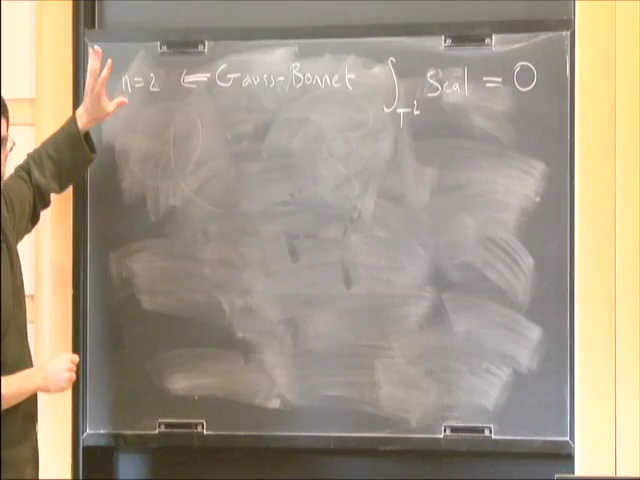 n=2 ⇐ Gauss-Bonnet ∫_{T²} Scal = 0